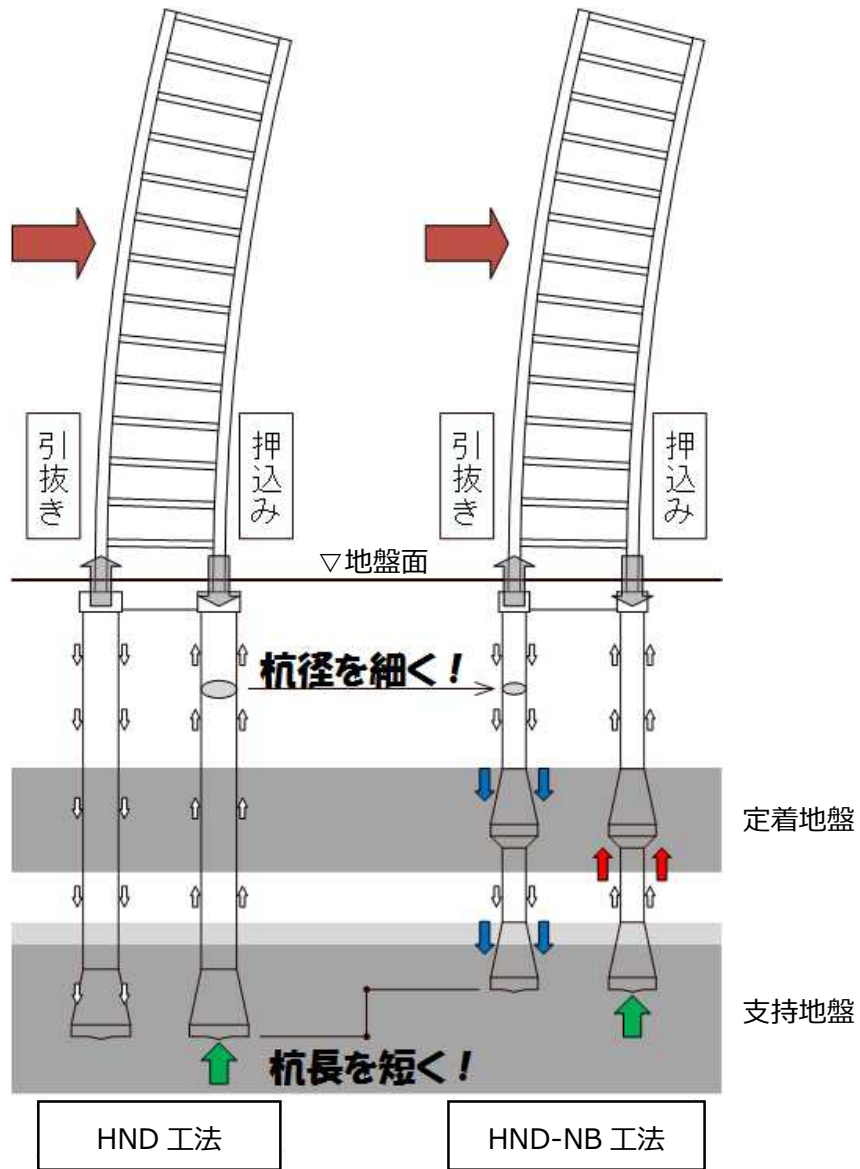 引抜き
押込み
引抜き
押込み
▽地盤面
杭径を細く!
定着地盤
支持地盤
杭長を短く!
HND 工法
HND-NB 工法